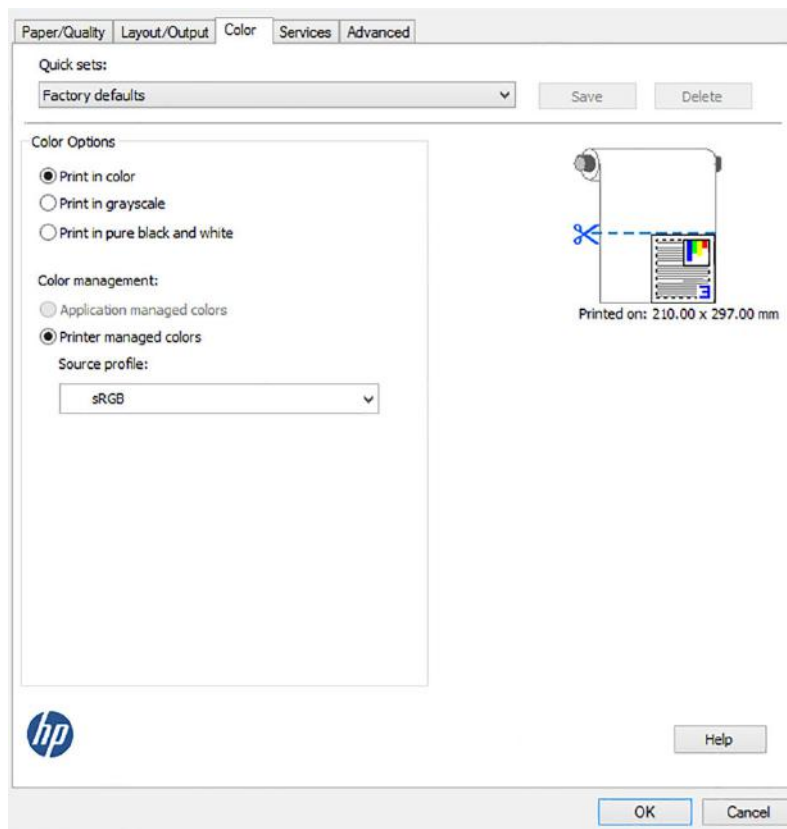 Paper/Quality Layout/Output Color Services Advanced
Quick sets:
Factory defaults Save Delete
Color Options
Print in color
Print in grayscale
Print in pure black and white
Color management:
Application managed colors
Printer managed colors
Source profile:
sRGB
Printed on: 210.00 x 297.00 mm
hp
Help
OK Cancel